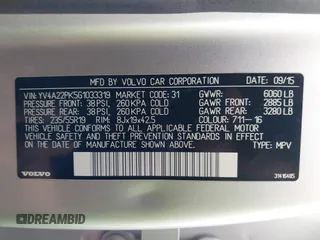 MFD BY VOLVO CAR CORPORATION 09/15
VIN: YV4A22PK5G1033319 MARKET CODE: 31 GVWR: 6060 LB
PRESSURE FRONT: 38 PSI, 260 KPA COLD GAWR FRONT: 2885 LB
PRESSURE REAR: 38 PSI, 260 KPA COLD GAWR REAR: 3280 LB
TIRES: 235/55R19 RIMS: 8Jx19x42.5 COLOUR: 711-16
THIS VEHICLE CONFORMS TO ALL APPLICABLE U.S. FEDERAL MOTOR
VEHICLE SAFETY AND THEFT PREVENTION STANDARDS IN EFFECT ON
THE DATE OF MANUFACTURE SHOWN ABOVE. TYPE: MPV
VOLVO
DREAMBID